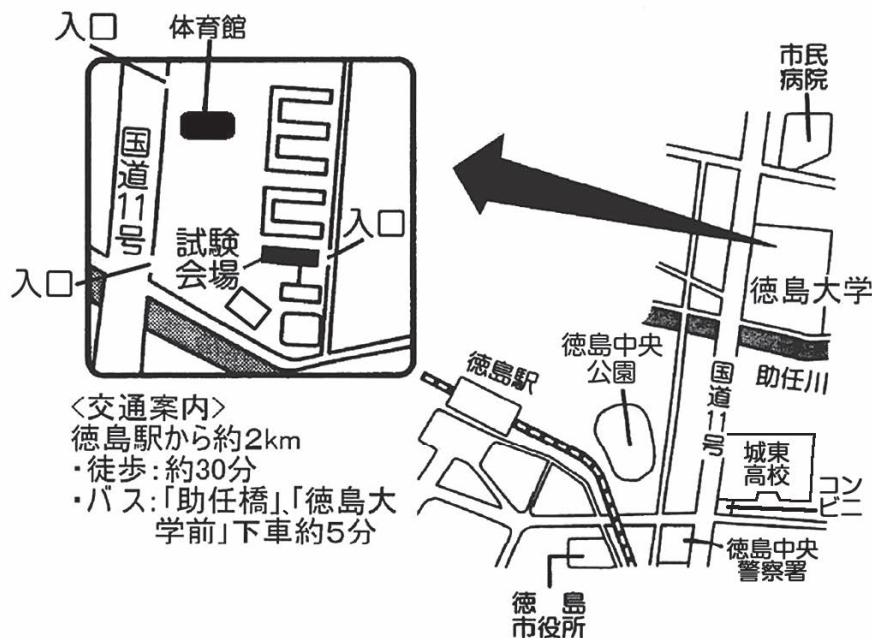 入口
体育館
国道11号
試験
会場
入口
入口
市民
病院
徳島大学
助任川
徳島中央
公園
徳島駅
国道11号
城東
高校
コン
ビニ
徳島中央
警察署
徳島
市役所
<交通案内>
徳島駅から約2km
・徒歩:約30分
・バス:「助任橋」、「徳島大
学前」下車約5分